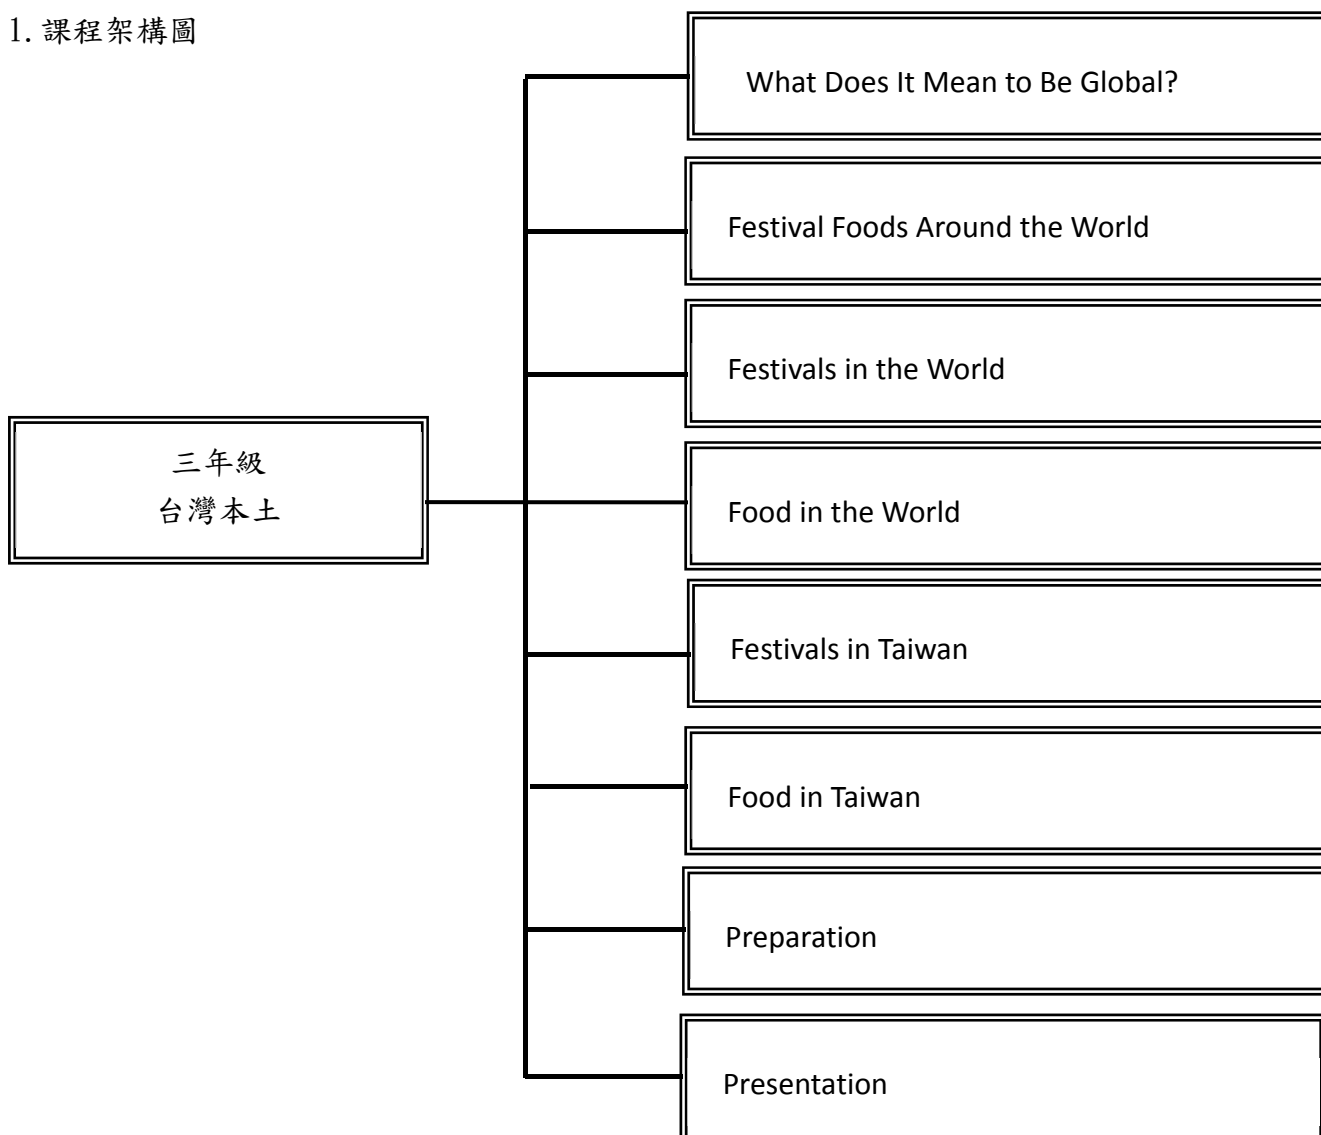 1. 課程架構圖
What Does It Mean to Be Global?
Festival Foods Around the World
Festivals in the World
三年級
台灣本土
Food in the World
Festivals in Taiwan
Food in Taiwan
Preparation
Presentation